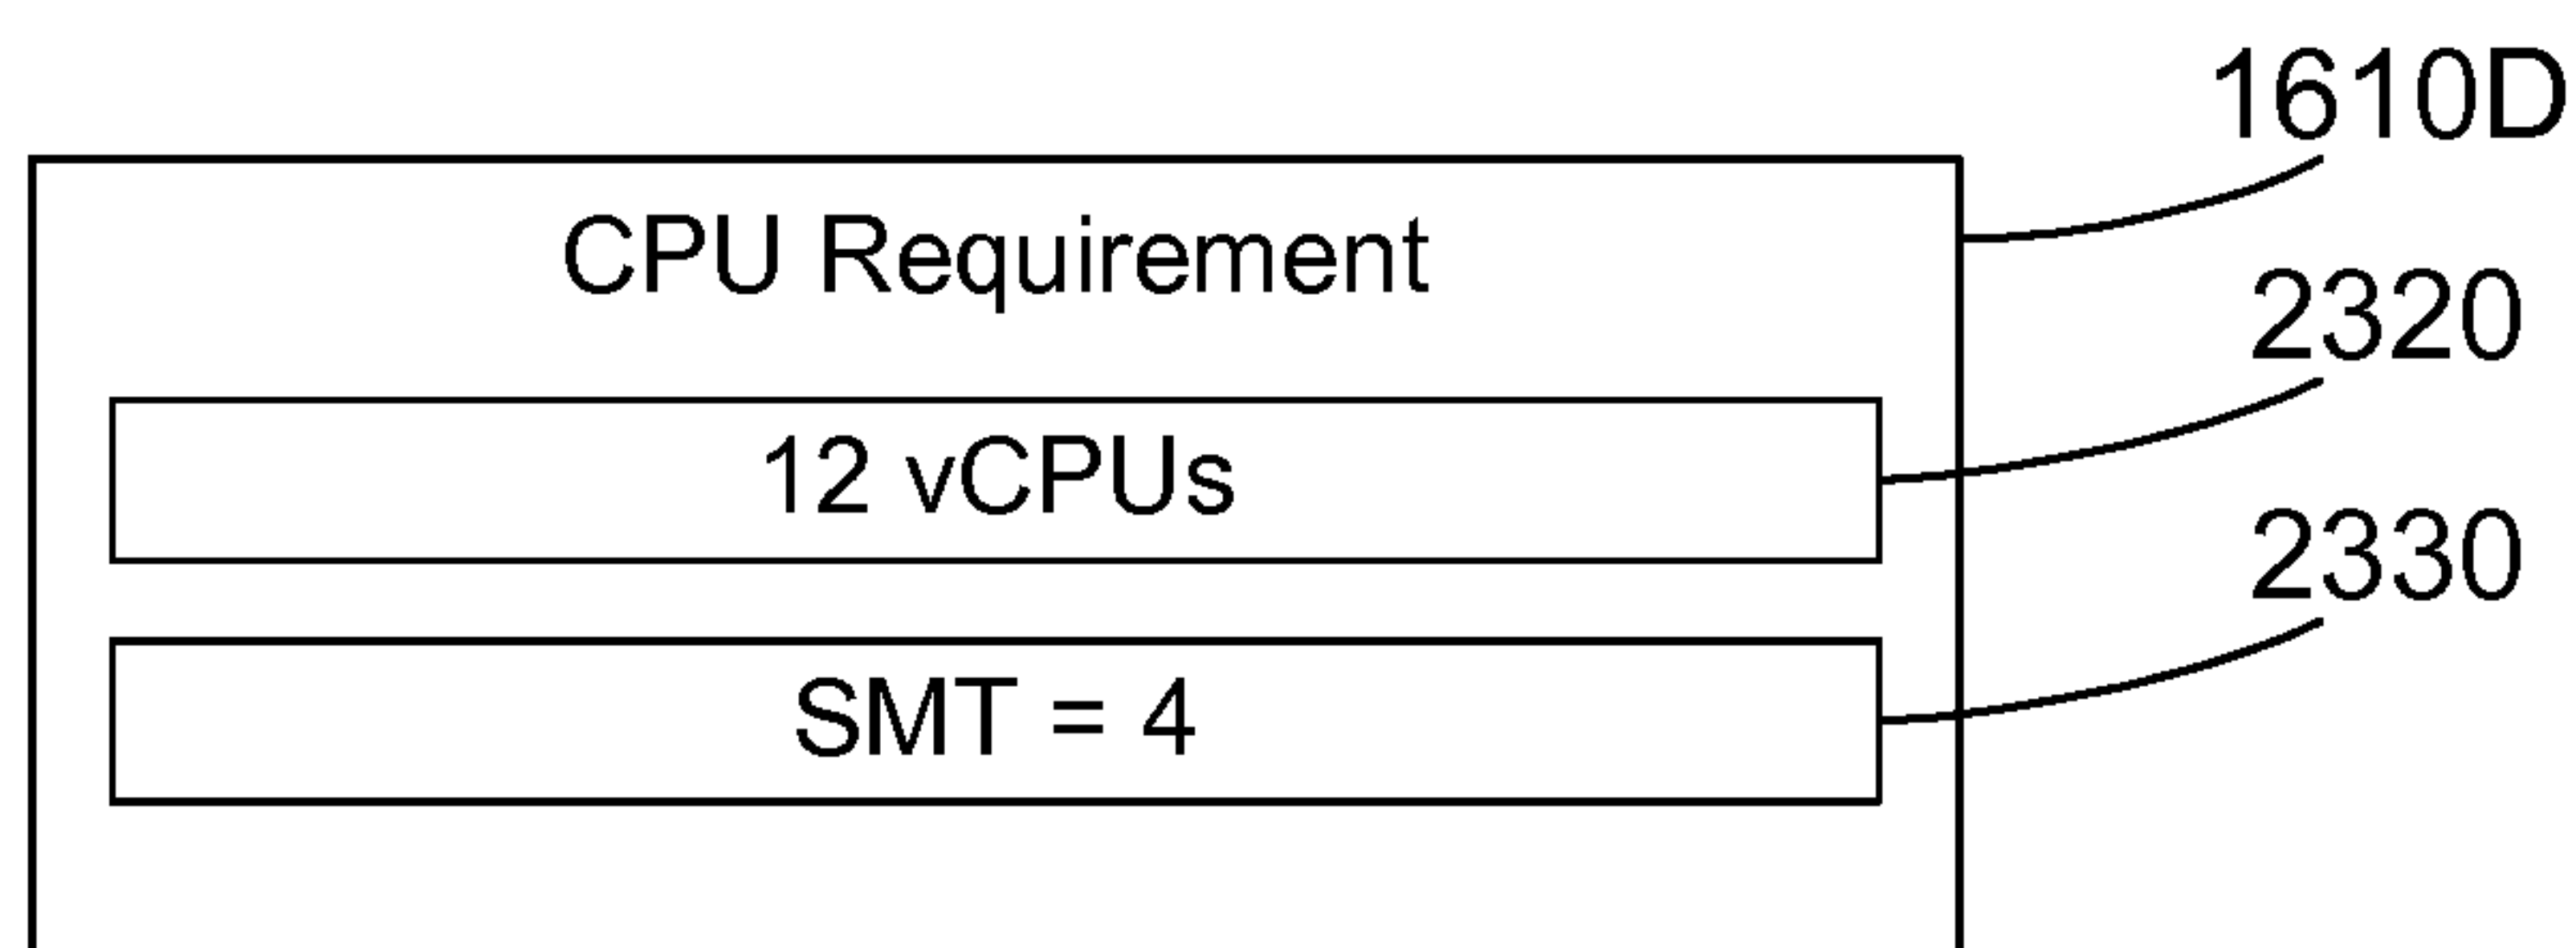 1610D
CPU Requirement
2320
12 vCPUs
2330
SMT = 4